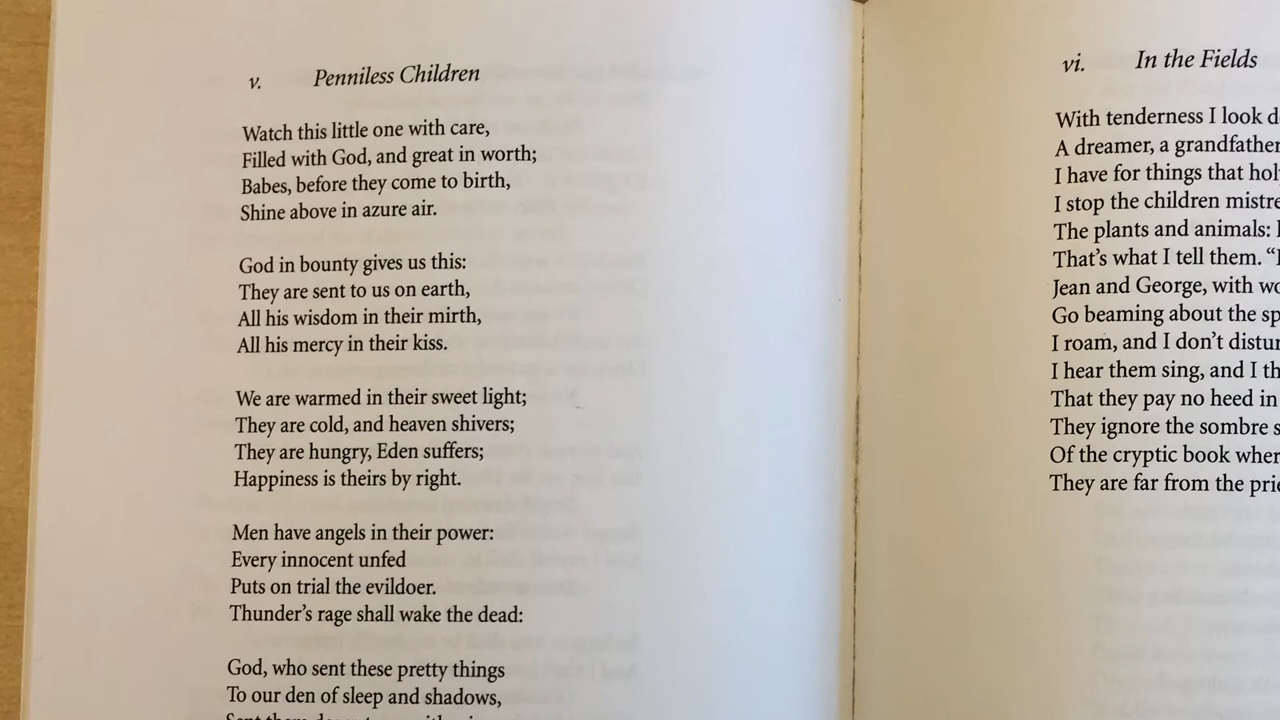 v. Penniless Children
Watch this little one with care,
Filled with God, and great in worth;
Babes, before they come to birth,
Shine above in azure air.
God in bounty gives us this:
They are sent to us on earth,
All his wisdom in their mirth,
All his mercy in their kiss.
We are warmed in their sweet light;
They are cold, and heaven shivers;
They are hungry, Eden suffers;
Happiness is theirs by right.
Men have angels in their power:
Every innocent unfed
Puts on trial the evildoer.
Thunder's rage shall wake the dead:
God, who sent these pretty things
To our den of sleep and shadows,
vi. In the Fields
With tenderness I look
A dreamer, a grandfather
I have for things that
I stop the children
The plants and animals:
That's what I tell them.
Jean and George, with
Go beaming about the
I roam, and I don't
I hear them sing, and I
That they pay no heed in
They ignore the sombre
Of the cryptic book
They are far from the